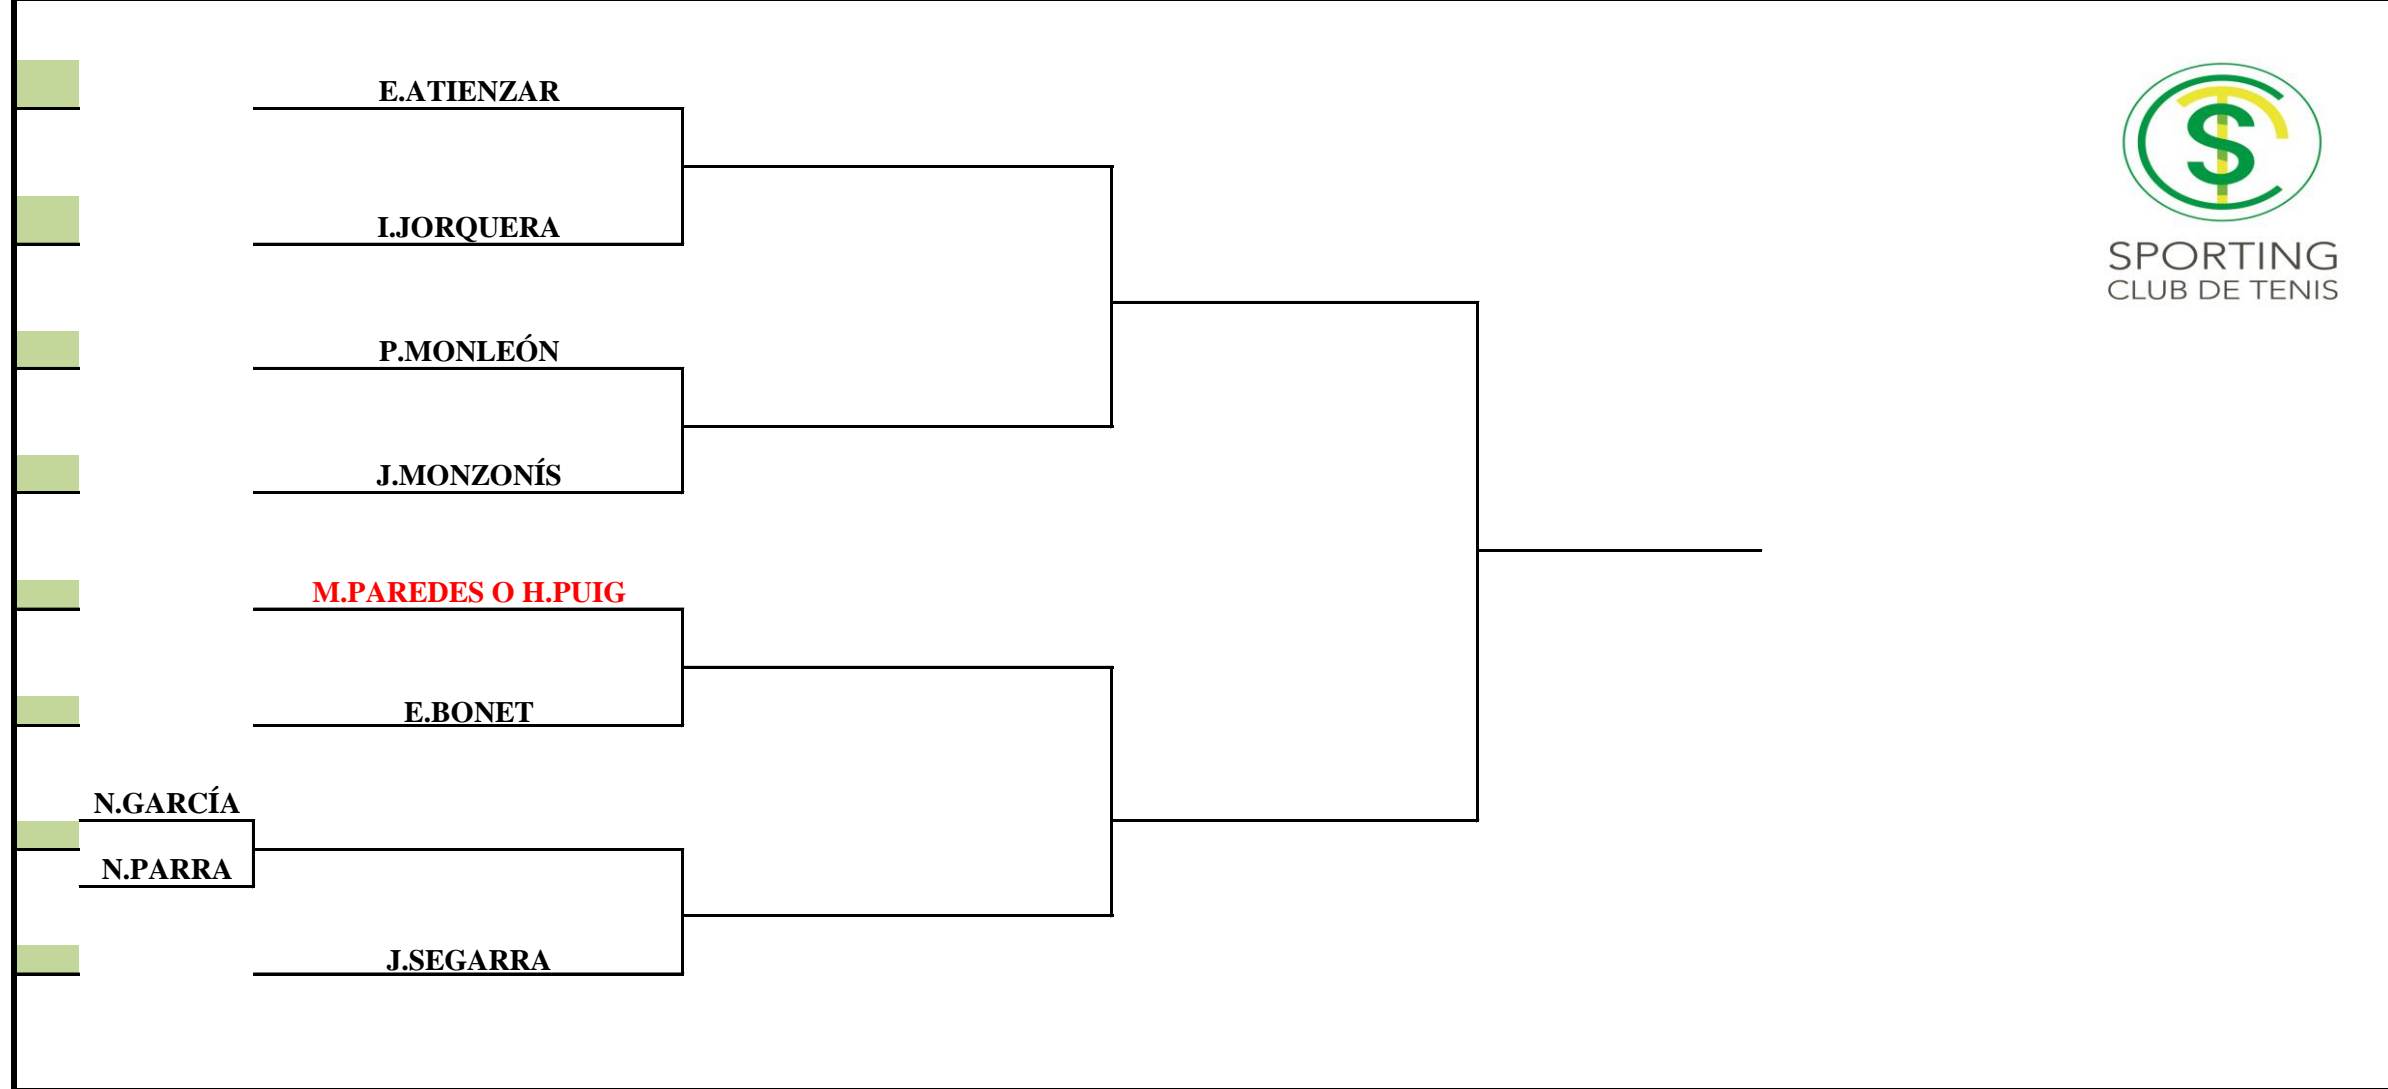 E.ATIENZAR
I.JORQUERA
P.MONLEÓN
J.MONZONÍS
M.PAREDES O H.PUIG
E.BONET
N.GARCÍA
N.PARRA
J.SEGARRA
SPORTING
CLUB DE TENIS